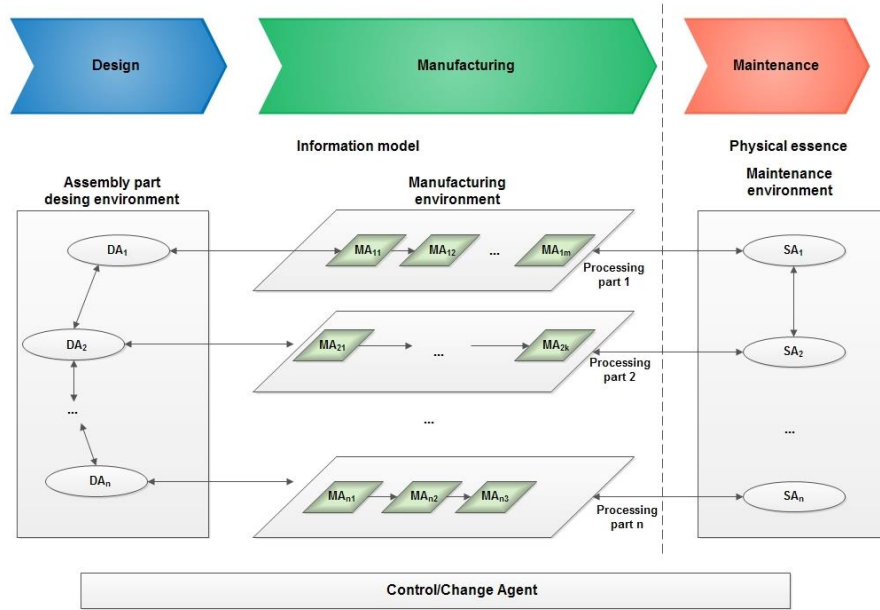 Design
Manufacturing
Maintenance
Information model
Physical essence
Assembly part
desing environment
Manufacturing
environment
Maintenance
environment
DA1
MA11
MA12
...
MA1m
SA1
Processing
part 1
DA2
MA21
...
MA2k
SA2
Processing
part 2
...
...
...
DAn
MAn1
MAn2
MAn3
SAn
Processing
part n
Control/Change Agent